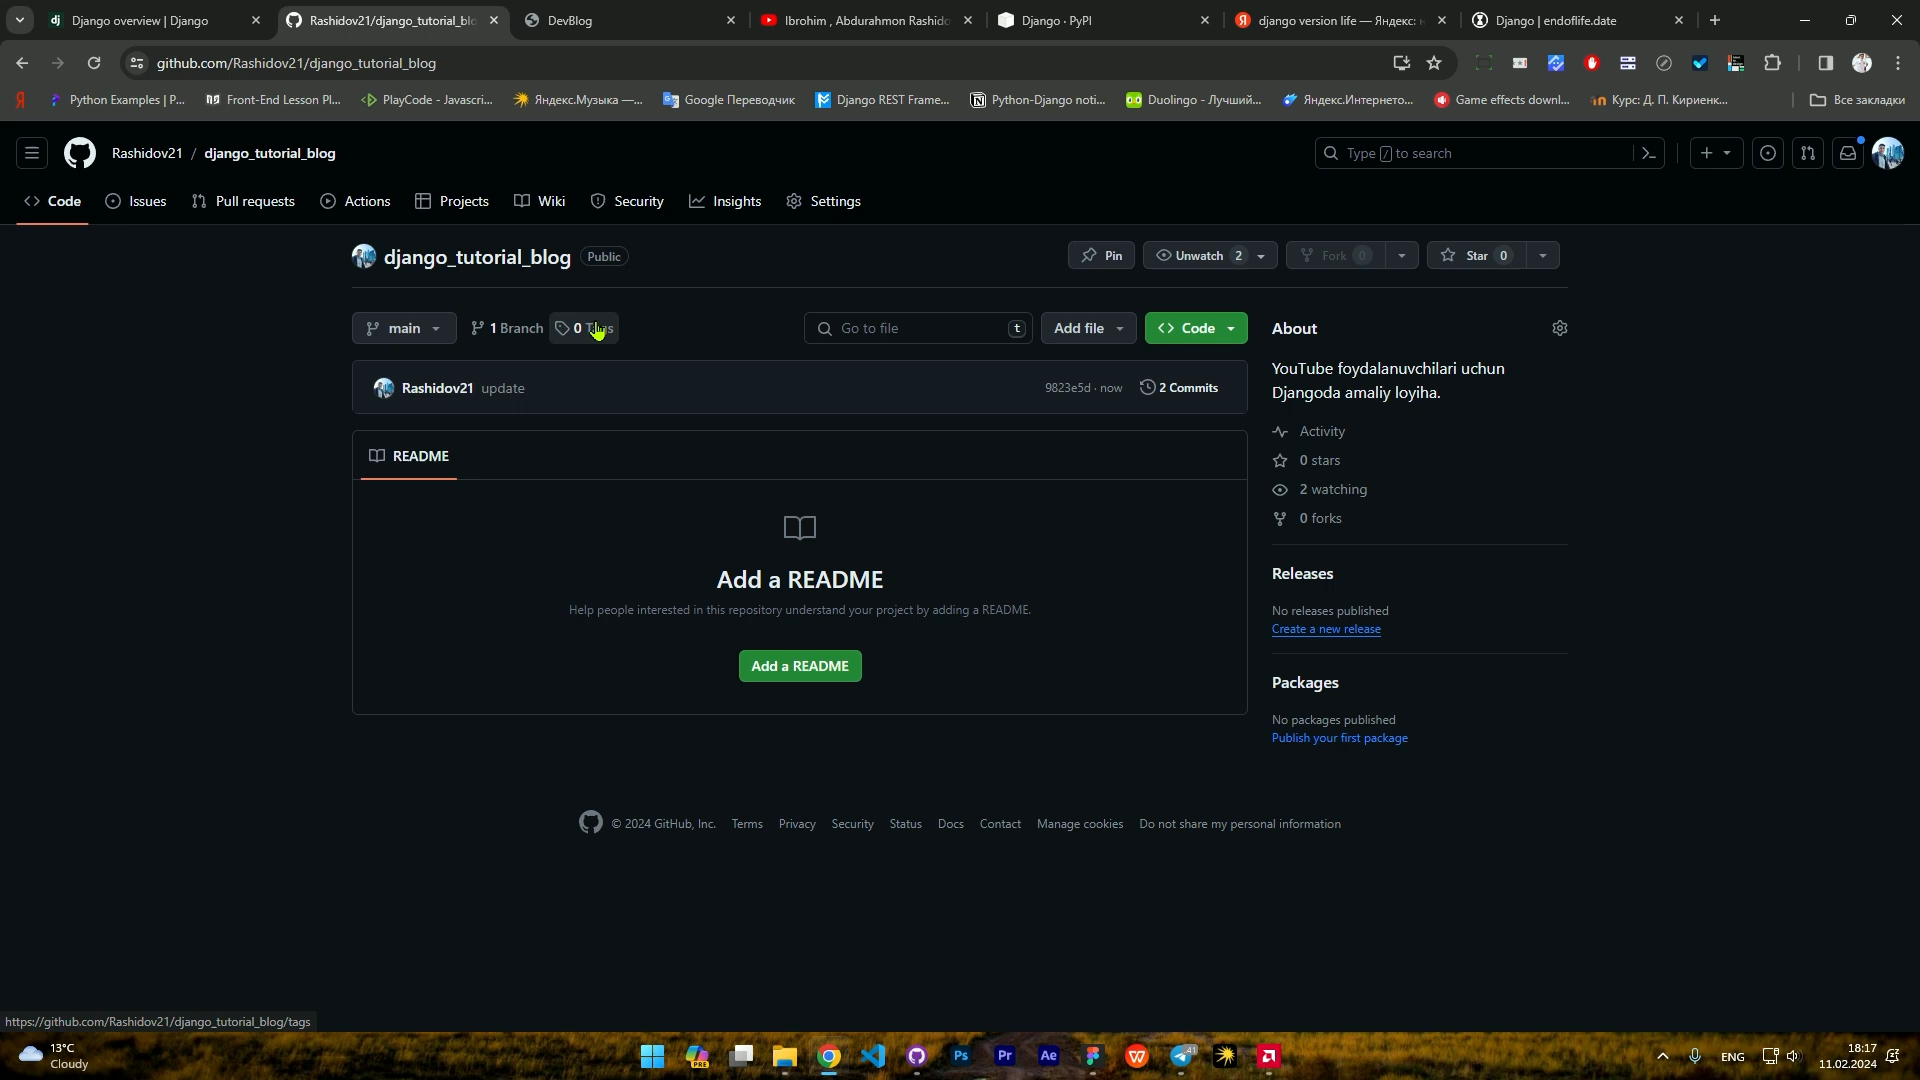 Django overview | Django
Rashidov21/django_tutorial_blo
DevBlog
Ibrohim , Abdurahmon Rashido
Django · PyPI
django version life — Яндекс: н
Django | endoflife.date
github.com/Rashidov21/django_tutorial_blog
Python Examples | P...
Front-End Lesson Pl...
PlayCode - Javascri...
Яндекс.Музыка —...
Google Переводчик
Django REST Frame...
Python-Django noti...
Duolingo - Лучший...
Яндекс.Интернето...
Game effects downl...
Курс: Д. П. Кириенк...
Все закладки
Rashidov21 / django_tutorial_blog
Type / to search
Code
Issues
Pull requests
Actions
Projects
Wiki
Security
Insights
Settings
django_tutorial_blog Public
Pin
Unwatch 2
Fork 0
Star 0
main
1 Branch
0
Go to file t
Add file
Code
About
YouTube foydalanuvchilari uchun
Djangoda amaliy loyiha.
Rashidov21 update
9823e5d · now
2 Commits
README
Activity
0 stars
2 watching
0 forks
Add a README
Help people interested in this repository understand your project by adding a README.
Add a README
Releases
No releases published
Create a new release
Packages
No packages published
Publish your first package
© 2024 GitHub, Inc. Terms Privacy Security Status Docs Contact Manage cookies Do not share my personal information
https://github.com/Rashidov21/django_tutorial_blog/tags
13°C
Cloudy
PRE
Ps
Pr
Ae
41
ENG
18:17
11.02.2024